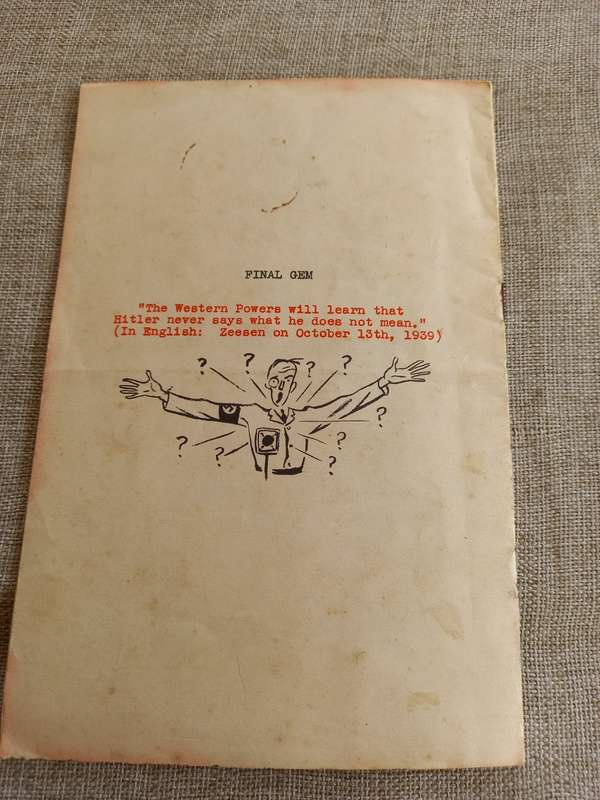 FINAL GEM
"The Western Powers will learn that
Hitler never says what he does not mean."
(In English: Zeesen on October 13th, 1939)
? ? ? ?
?
? ?
? ?